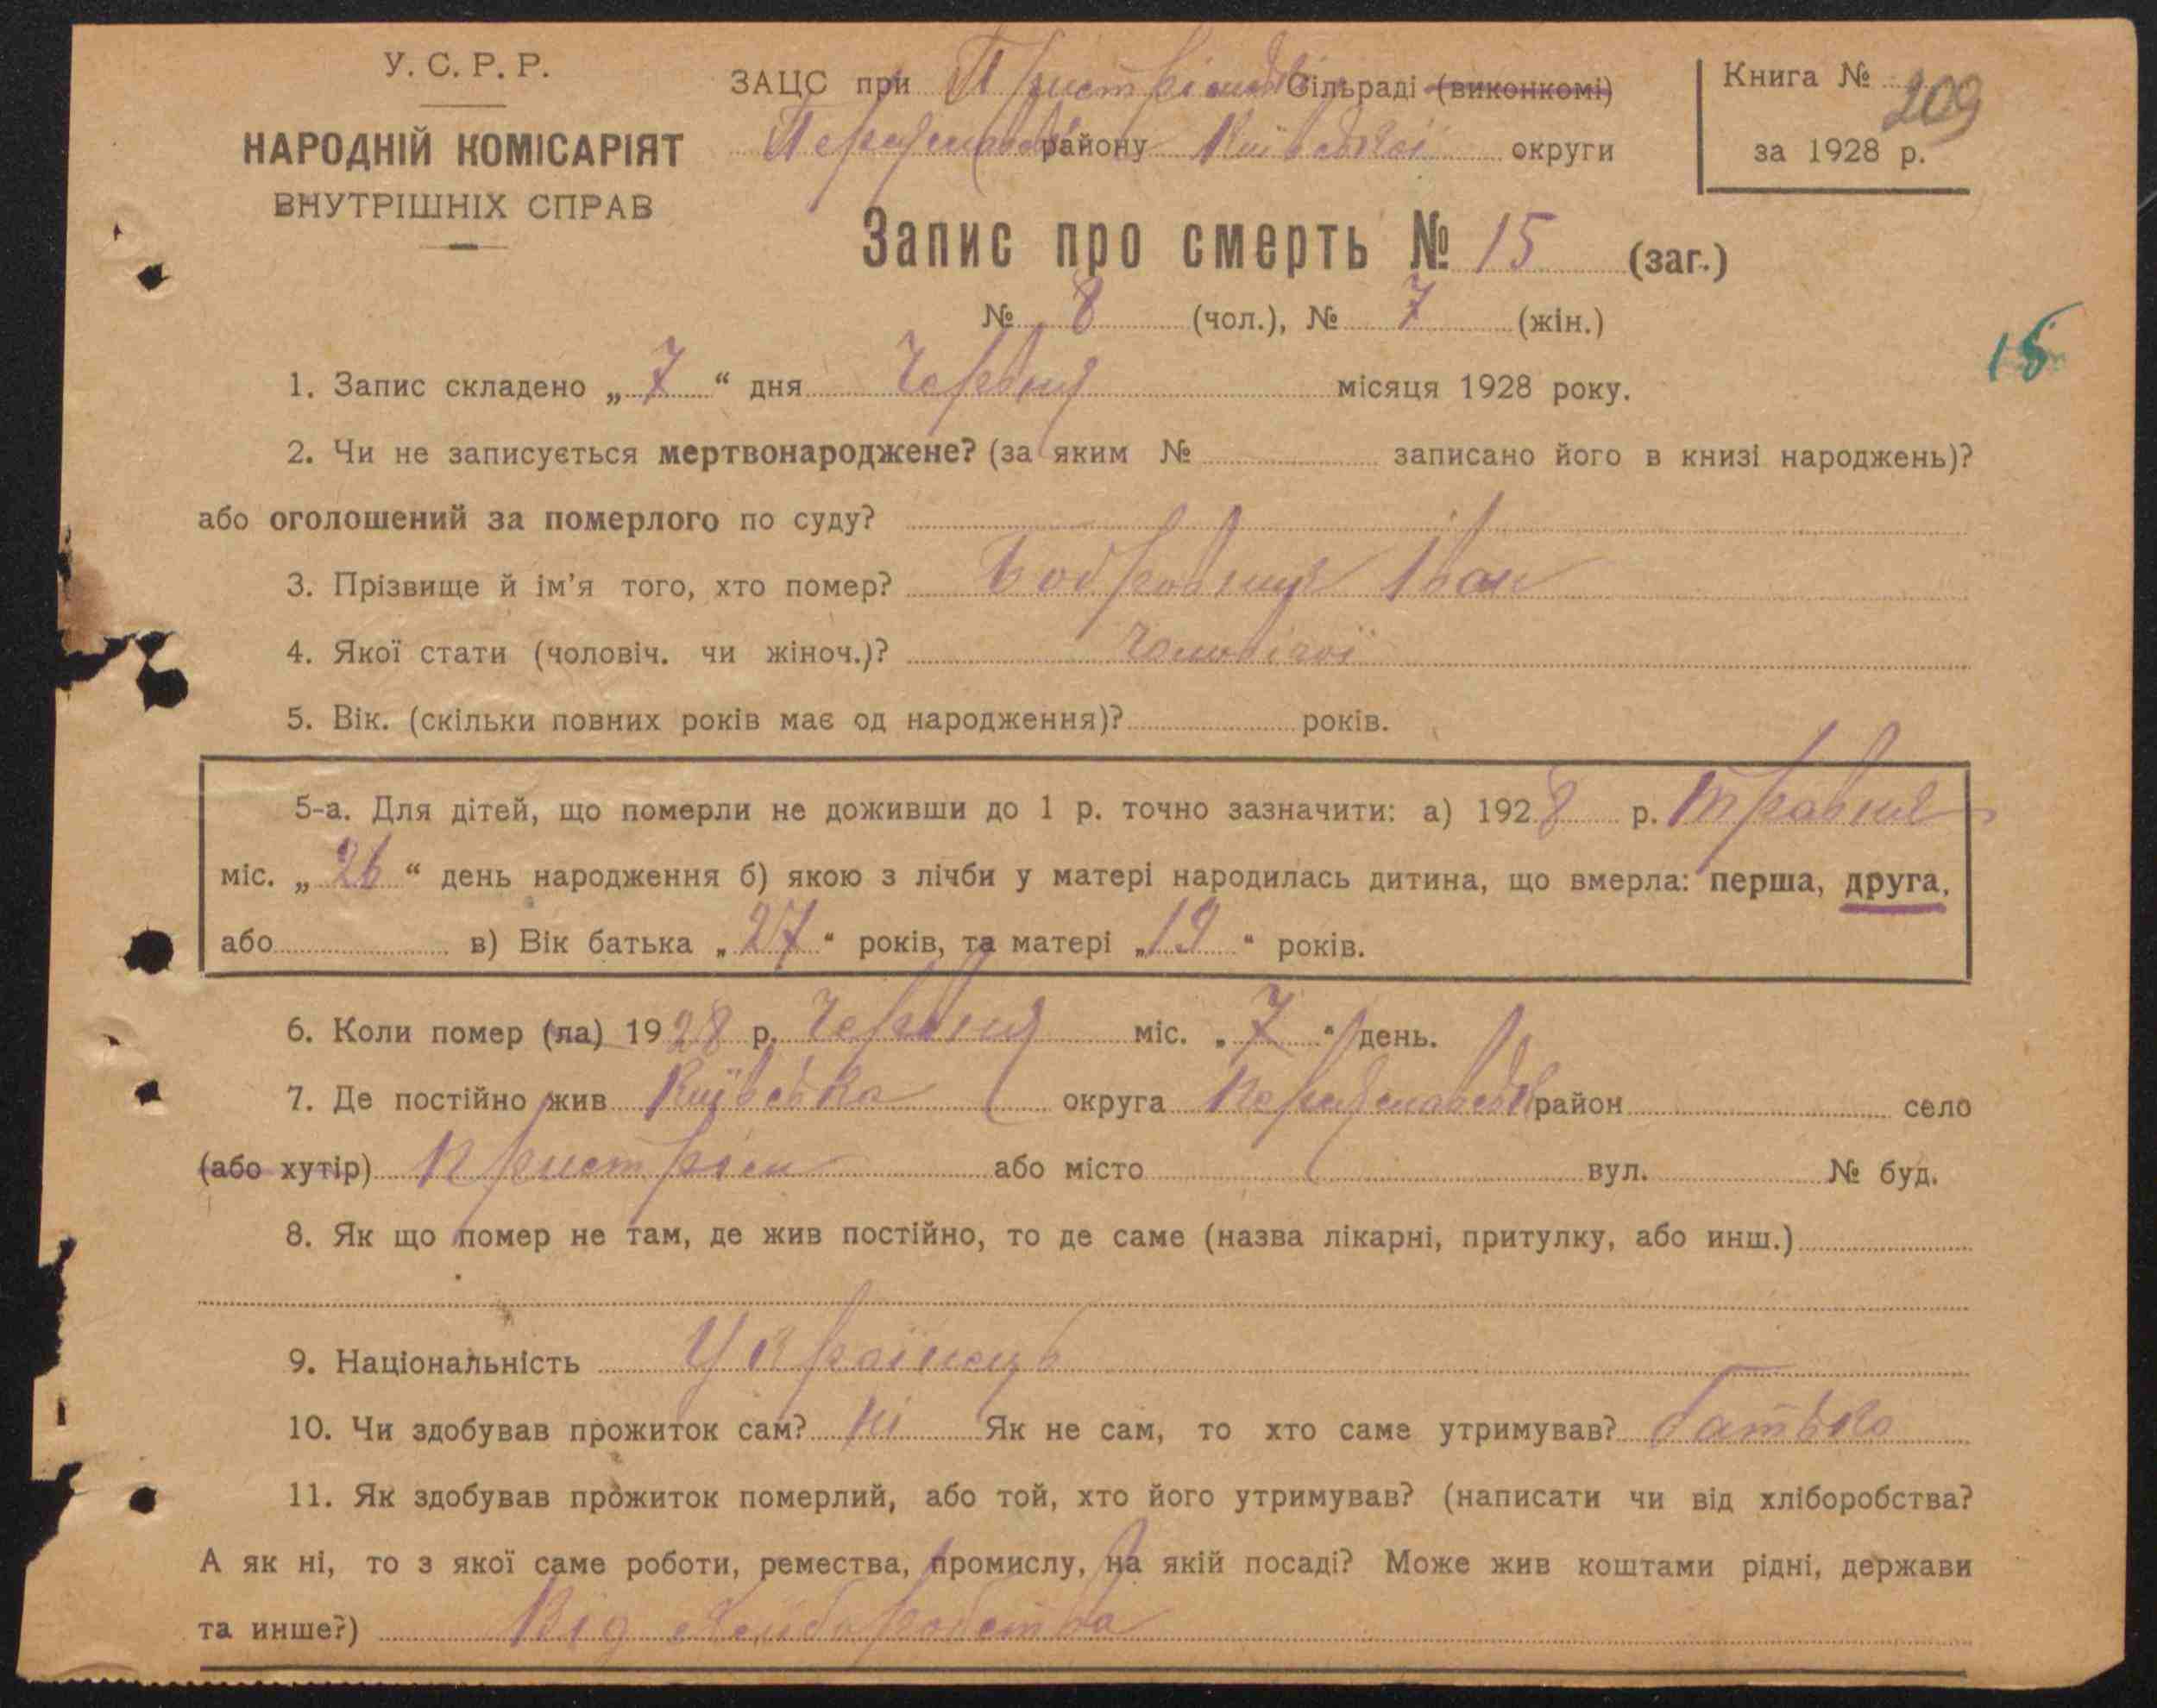 У. С. Р. Р.
НАРОДНІЙ КОМІСАРІЯТ
ВНУТРІШНІХ СПРАВ
ЗАЦС при Пристромській Сільраді (виконкомі)
Переяславськ району Київської округи
Книга № 209
за 1928 р.
Запис про смерть № 15 (заг.)
№ 8 (чол.), № 7 (жін.)
15
1. Запис складено „ 7 “ дня Червня місяця 1928 року.
2. Чи не записується мертвонароджене? (за яким № записано його в книзі народжень)?
або оголошений за померлого по суду?
3. Прізвище й ім’я того, хто помер? Іван
4. Якої стати (чоловіч. чи жіноч.)? Чоловічої
5. Вік. (скільки повних років має од народження)? років.
5-а. Для дітей, що померли не доживши до 1 р. точно зазначити: а) 1928 р. Травня
міс. „ 26 “ день народження б) якою з лічби у матері народилась дитина, що вмерла: перша, друга,
або в) Вік батька „ 27 “ років, та матері „ 19 “ років.
6. Коли помер (ла) 1928 р. Червня міс. „ 7 “ день.
7. Де постійно жив Київська округа Переяславськ район село
(або хутір) Пристроми або місто вул. № буд.
8. Як що помер не там, де жив постійно, то де саме (назва лікарні, притулку, або инш.)
9. Національність Українець
10. Чи здобував прожиток сам? ні Як не сам, то хто саме утримував? батько
11. Як здобував прожиток померлий, або той, хто його утримував? (написати чи від хліборобства?
А як ні, то з якої саме роботи, ремества, промислу, на якій посаді? Може жив коштами рідні, держави
та инше?) Від хліборобства